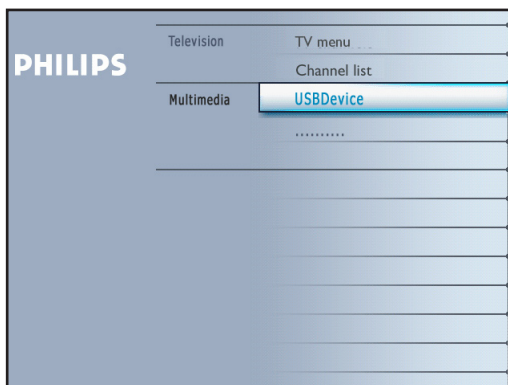 PHILIPS
Television TV menu
Channel list
Multimedia USBDevice
..........